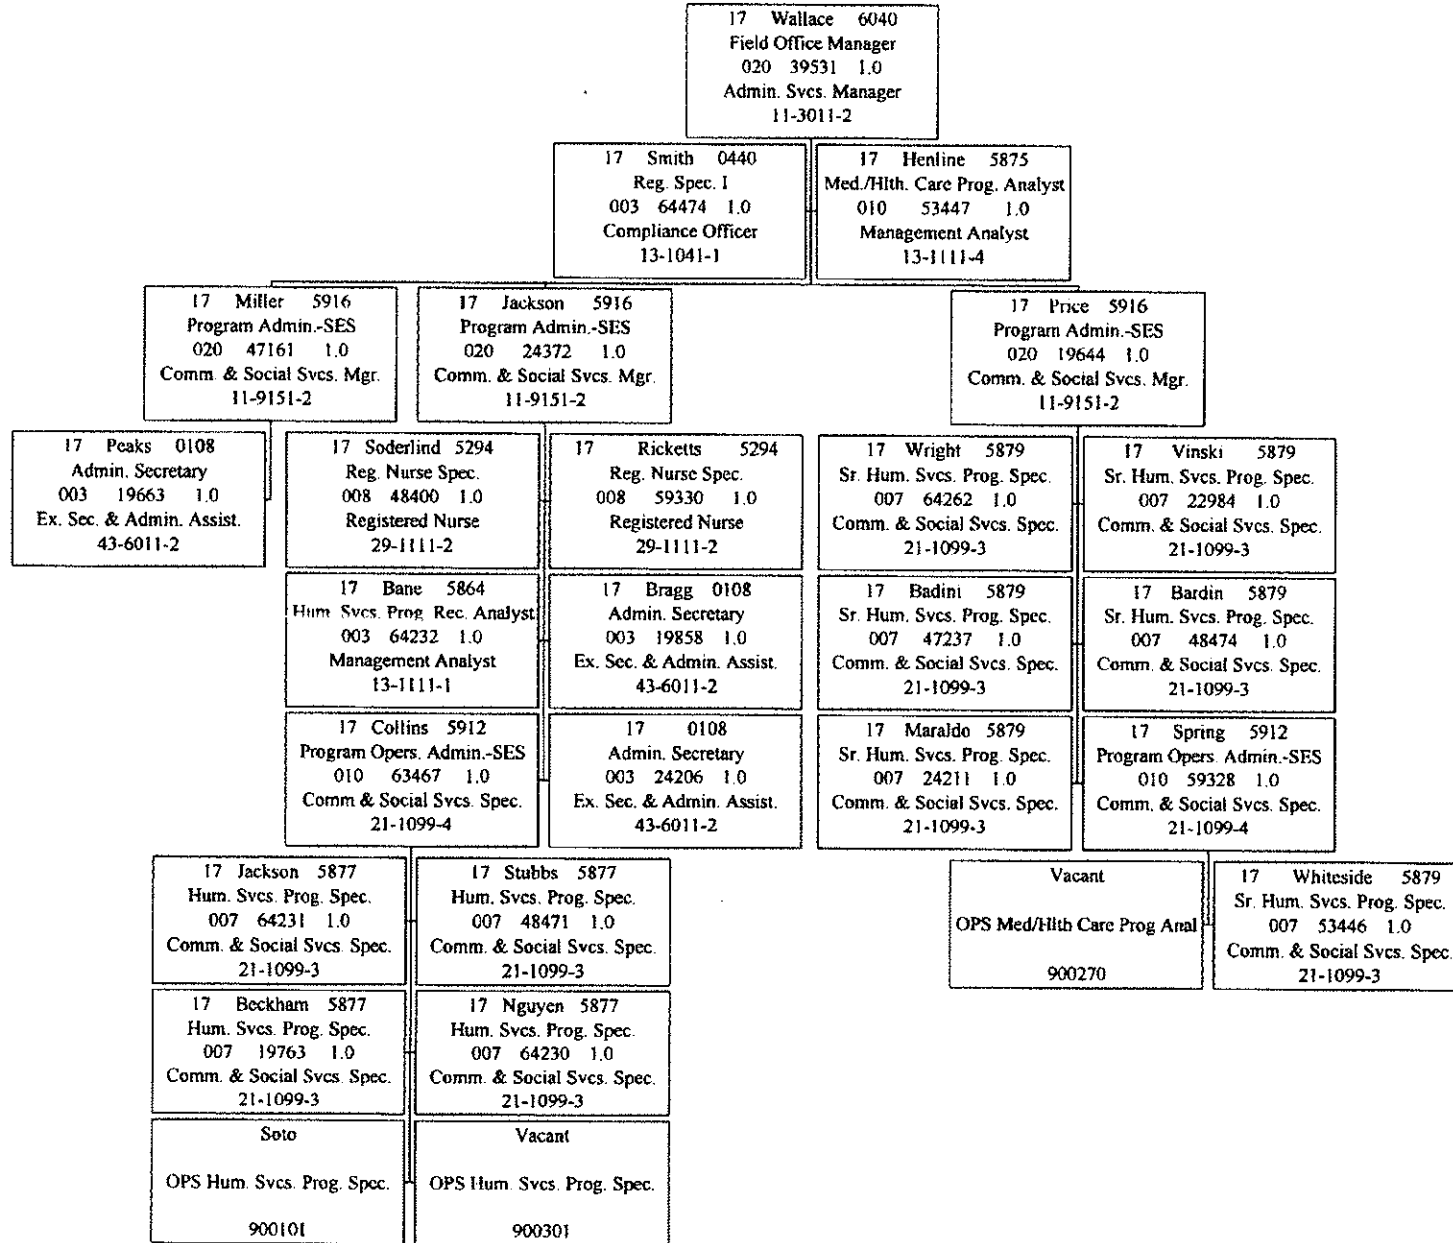 17 Wallace 6040
Field Office Manager
020 39531 1.0
Admin. Svcs. Manager
11-3011-2
17 Smith 0440
Reg. Spec. I
003 64474 1.0
Compliance Officer
13-1041-1
17 Henline 5875
Med./Hlth. Care Prog. Analyst
010 53447 1.0
Management Analyst
13-1111-4
17 Miller 5916
Program Admin.-SES
020 47161 1.0
Comm. & Social Svcs. Mgr.
11-9151-2
17 Jackson 5916
Program Admin.-SES
020 24372 1.0
Comm. & Social Svcs. Mgr.
11-9151-2
17 Price 5916
Program Admin.-SES
020 19644 1.0
Comm. & Social Svcs. Mgr.
11-9151-2
17 Peaks 0108
Admin. Secretary
003 19663 1.0
Ex. Sec. & Admin. Assist.
43-6011-2
17 Soderlind 5294
Reg. Nurse Spec.
008 48400 1.0
Registered Nurse
29-1111-2
17 Ricketts 5294
Reg. Nurse Spec.
008 59330 1.0
Registered Nurse
29-1111-2
17 Wright 5879
Sr. Hum. Svcs. Prog. Spec.
007 64262 1.0
Comm. & Social Svcs. Spec.
21-1099-3
17 Vinski 5879
Sr. Hum. Svcs. Prog. Spec.
007 22984 1.0
Comm. & Social Svcs. Spec.
21-1099-3
17 Bane 5864
Hum. Svcs. Prog. Rec. Analyst
003 64232 1.0
Management Analyst
13-1111-1
17 Bragg 0108
Admin. Secretary
003 19858 1.0
Ex. Sec. & Admin. Assist.
43-6011-2
17 Badini 5879
Sr. Hum. Svcs. Prog. Spec.
007 47237 1.0
Comm. & Social Svcs. Spec.
21-1099-3
17 Bardin 5879
Sr. Hum. Svcs. Prog. Spec.
007 48474 1.0
Comm. & Social Svcs. Spec.
21-1099-3
17 Collins 5912
Program Opers. Admin.-SES
010 63467 1.0
Comm & Social Svcs. Spec.
21-1099-4
17 0108
Admin. Secretary
003 24206 1.0
Ex. Sec. & Admin. Assist.
43-6011-2
17 Maraldo 5879
Sr. Hum. Svcs. Prog. Spec.
007 24211 1.0
Comm. & Social Svcs. Spec.
21-1099-3
17 Spring 5912
Program Opers. Admin.-SES
010 59328 1.0
Comm. & Social Svcs. Spec.
21-1099-4
17 Jackson 5877
Hum. Svcs. Prog. Spec.
007 64231 1.0
Comm. & Social Svcs. Spec.
21-1099-3
17 Stubbs 5877
Hum. Svcs. Prog. Spec.
007 48471 1.0
Comm. & Social Svcs. Spec.
21-1099-3
Vacant
OPS Med/Hlth Care Prog Anal
900270
17 Whiteside 5879
Sr. Hum. Svcs. Prog. Spec.
007 53446 1.0
Comm. & Social Svcs. Spec.
21-1099-3
17 Beckham 5877
Hum. Svcs. Prog. Spec.
007 19763 1.0
Comm. & Social Svcs. Spec.
21-1099-3
17 Nguyen 5877
Hum. Svcs. Prog. Spec.
007 64230 1.0
Comm. & Social Svcs. Spec.
21-1099-3
Soto
OPS Hum. Svcs. Prog. Spec.
900101
Vacant
OPS Hum. Svcs. Prog. Spec.
900301